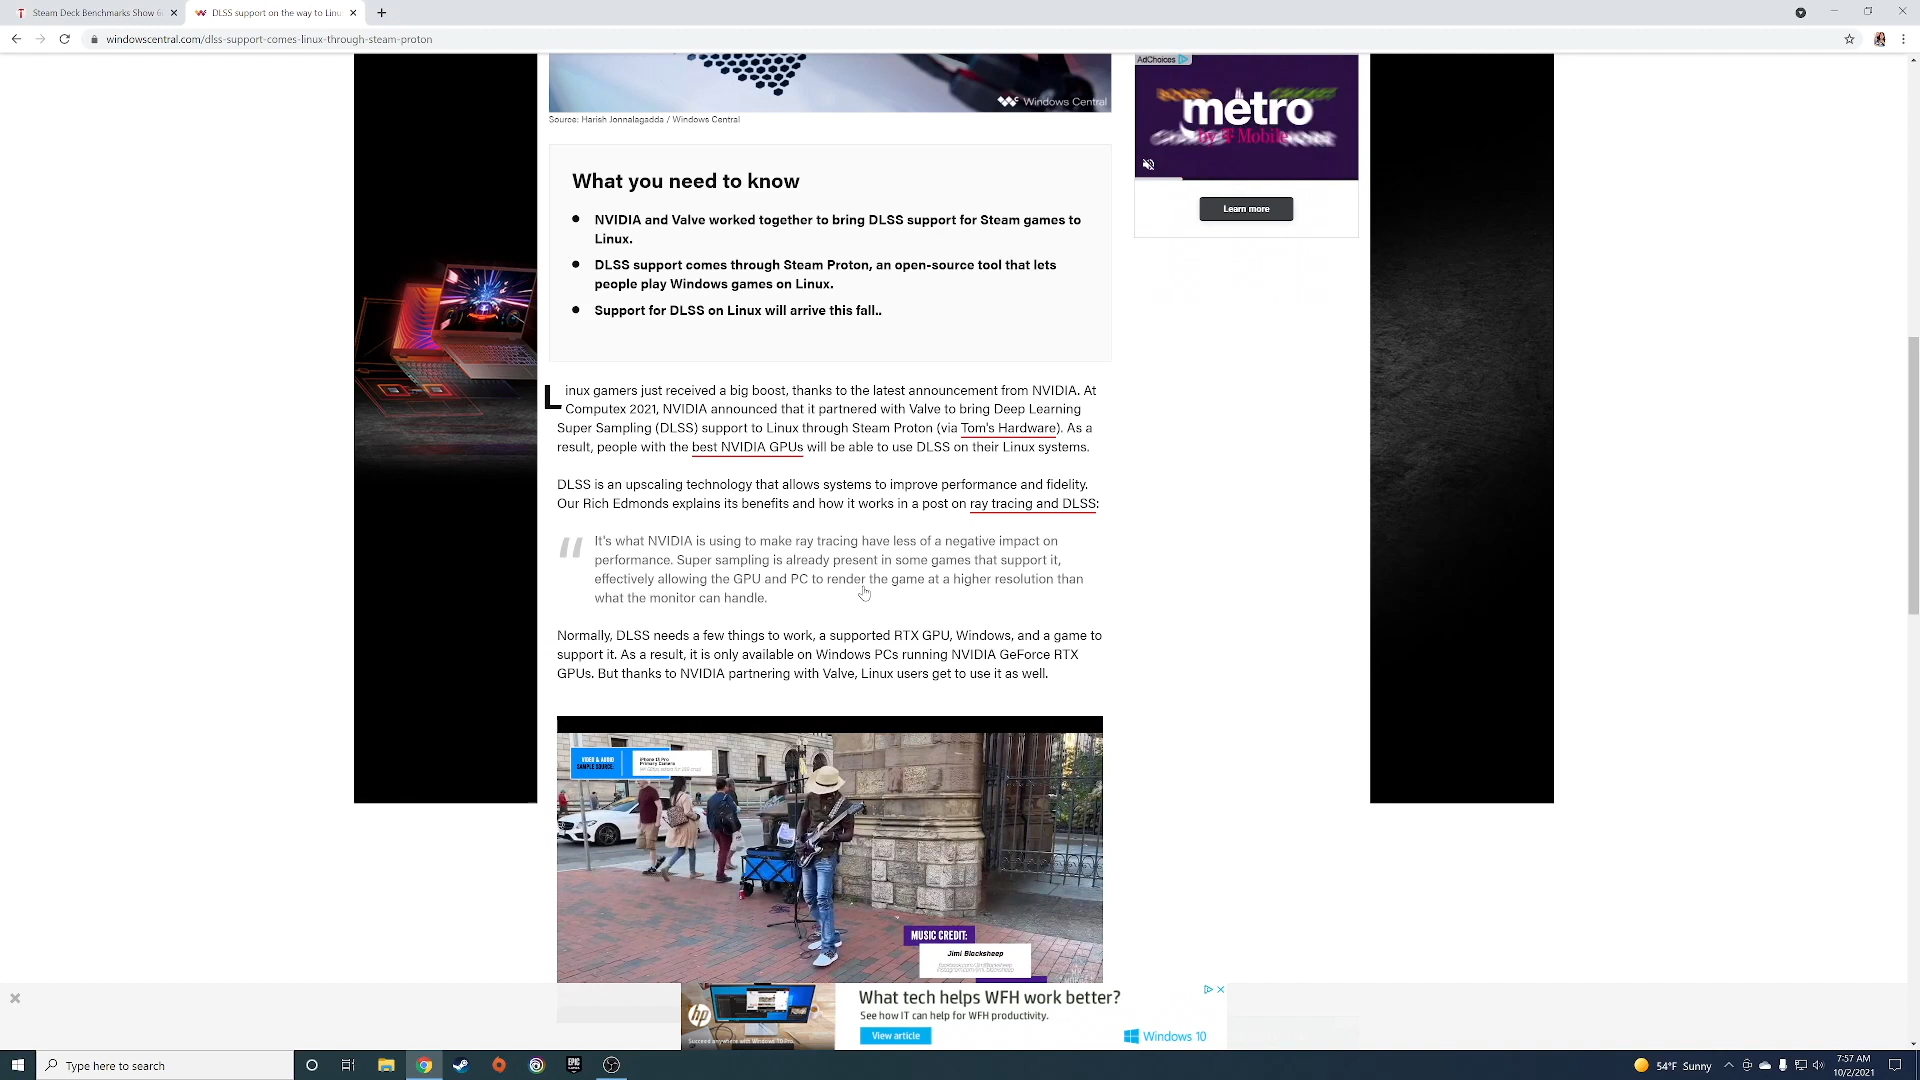 Steam Deck Benchmarks Show 6
DLSS support on the way to Linu
windowscentral.com/dlss-support-comes-linux-through-steam-proton
Windows Central
Source: Harish Jonnalagadda / Windows Central
AdChoices
metro
by T Mobile
Learn more
What you need to know
NVIDIA and Valve worked together to bring DLSS support for Steam games to
Linux.
DLSS support comes through Steam Proton, an open-source tool that lets
people play Windows games on Linux.
Support for DLSS on Linux will arrive this fall..
Linux gamers just received a big boost, thanks to the latest announcement from NVIDIA. At
Computex 2021, NVIDIA announced that it partnered with Valve to bring Deep Learning
Super Sampling (DLSS) support to Linux through Steam Proton (via Tom's Hardware). As a
result, people with the best NVIDIA GPUs will be able to use DLSS on their Linux systems.
DLSS is an upscaling technology that allows systems to improve performance and fidelity.
Our Rich Edmonds explains its benefits and how it works in a post on ray tracing and DLSS:
It's what NVIDIA is using to make ray tracing have less of a negative impact on
performance. Super sampling is already present in some games that support it,
effectively allowing the GPU and PC to render the game at a higher resolution than
what the monitor can handle.
Normally, DLSS needs a few things to work, a supported RTX GPU, Windows, and a game to
support it. As a result, it is only available on Windows PCs running NVIDIA GeForce RTX
GPUs. But thanks to NVIDIA partnering with Valve, Linux users get to use it as well.
VIDEO & AUDIO
SAMPLE SOURCE:
iPhone 13 Pro
Primary Camera
MUSIC CREDIT:
Jimi Blacksheep
hp
What tech helps WFH work better?
See how IT can help for WFH productivity.
View article
Windows 10
Type here to search
EPIC
GAMES
54°F Sunny
7:57 AM
10/2/2021